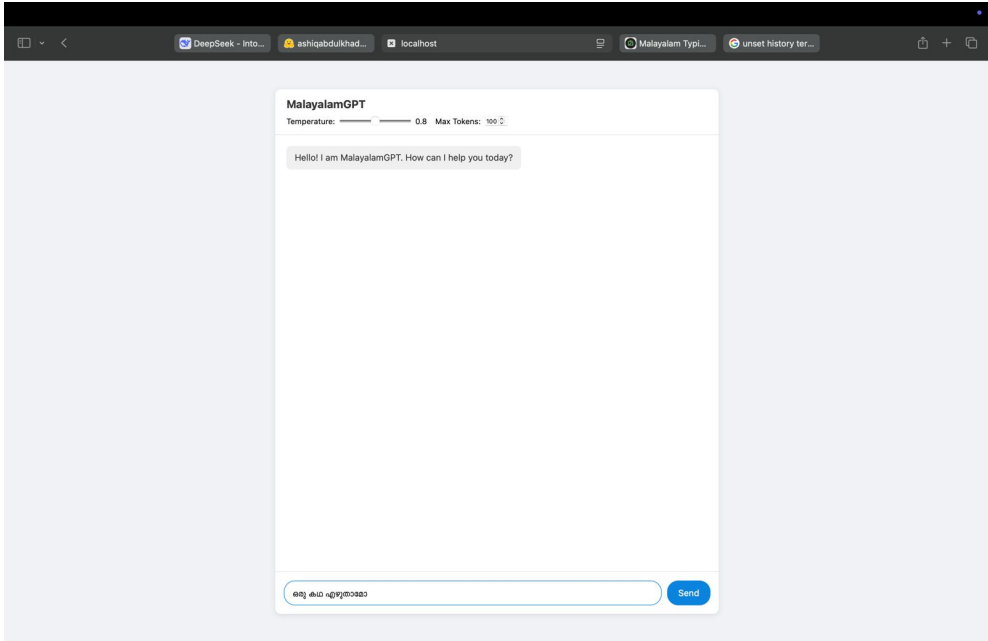 DeepSeek - Into...
ashiqabdulkhad...
localhost
Malayalam Typi...
unset history ter...
MalayalamGPT
Temperature: 0.8 Max Tokens: 100
Hello! I am MalayalamGPT. How can I help you today?
ഒരു കഥ എഴുതാമോ
Send